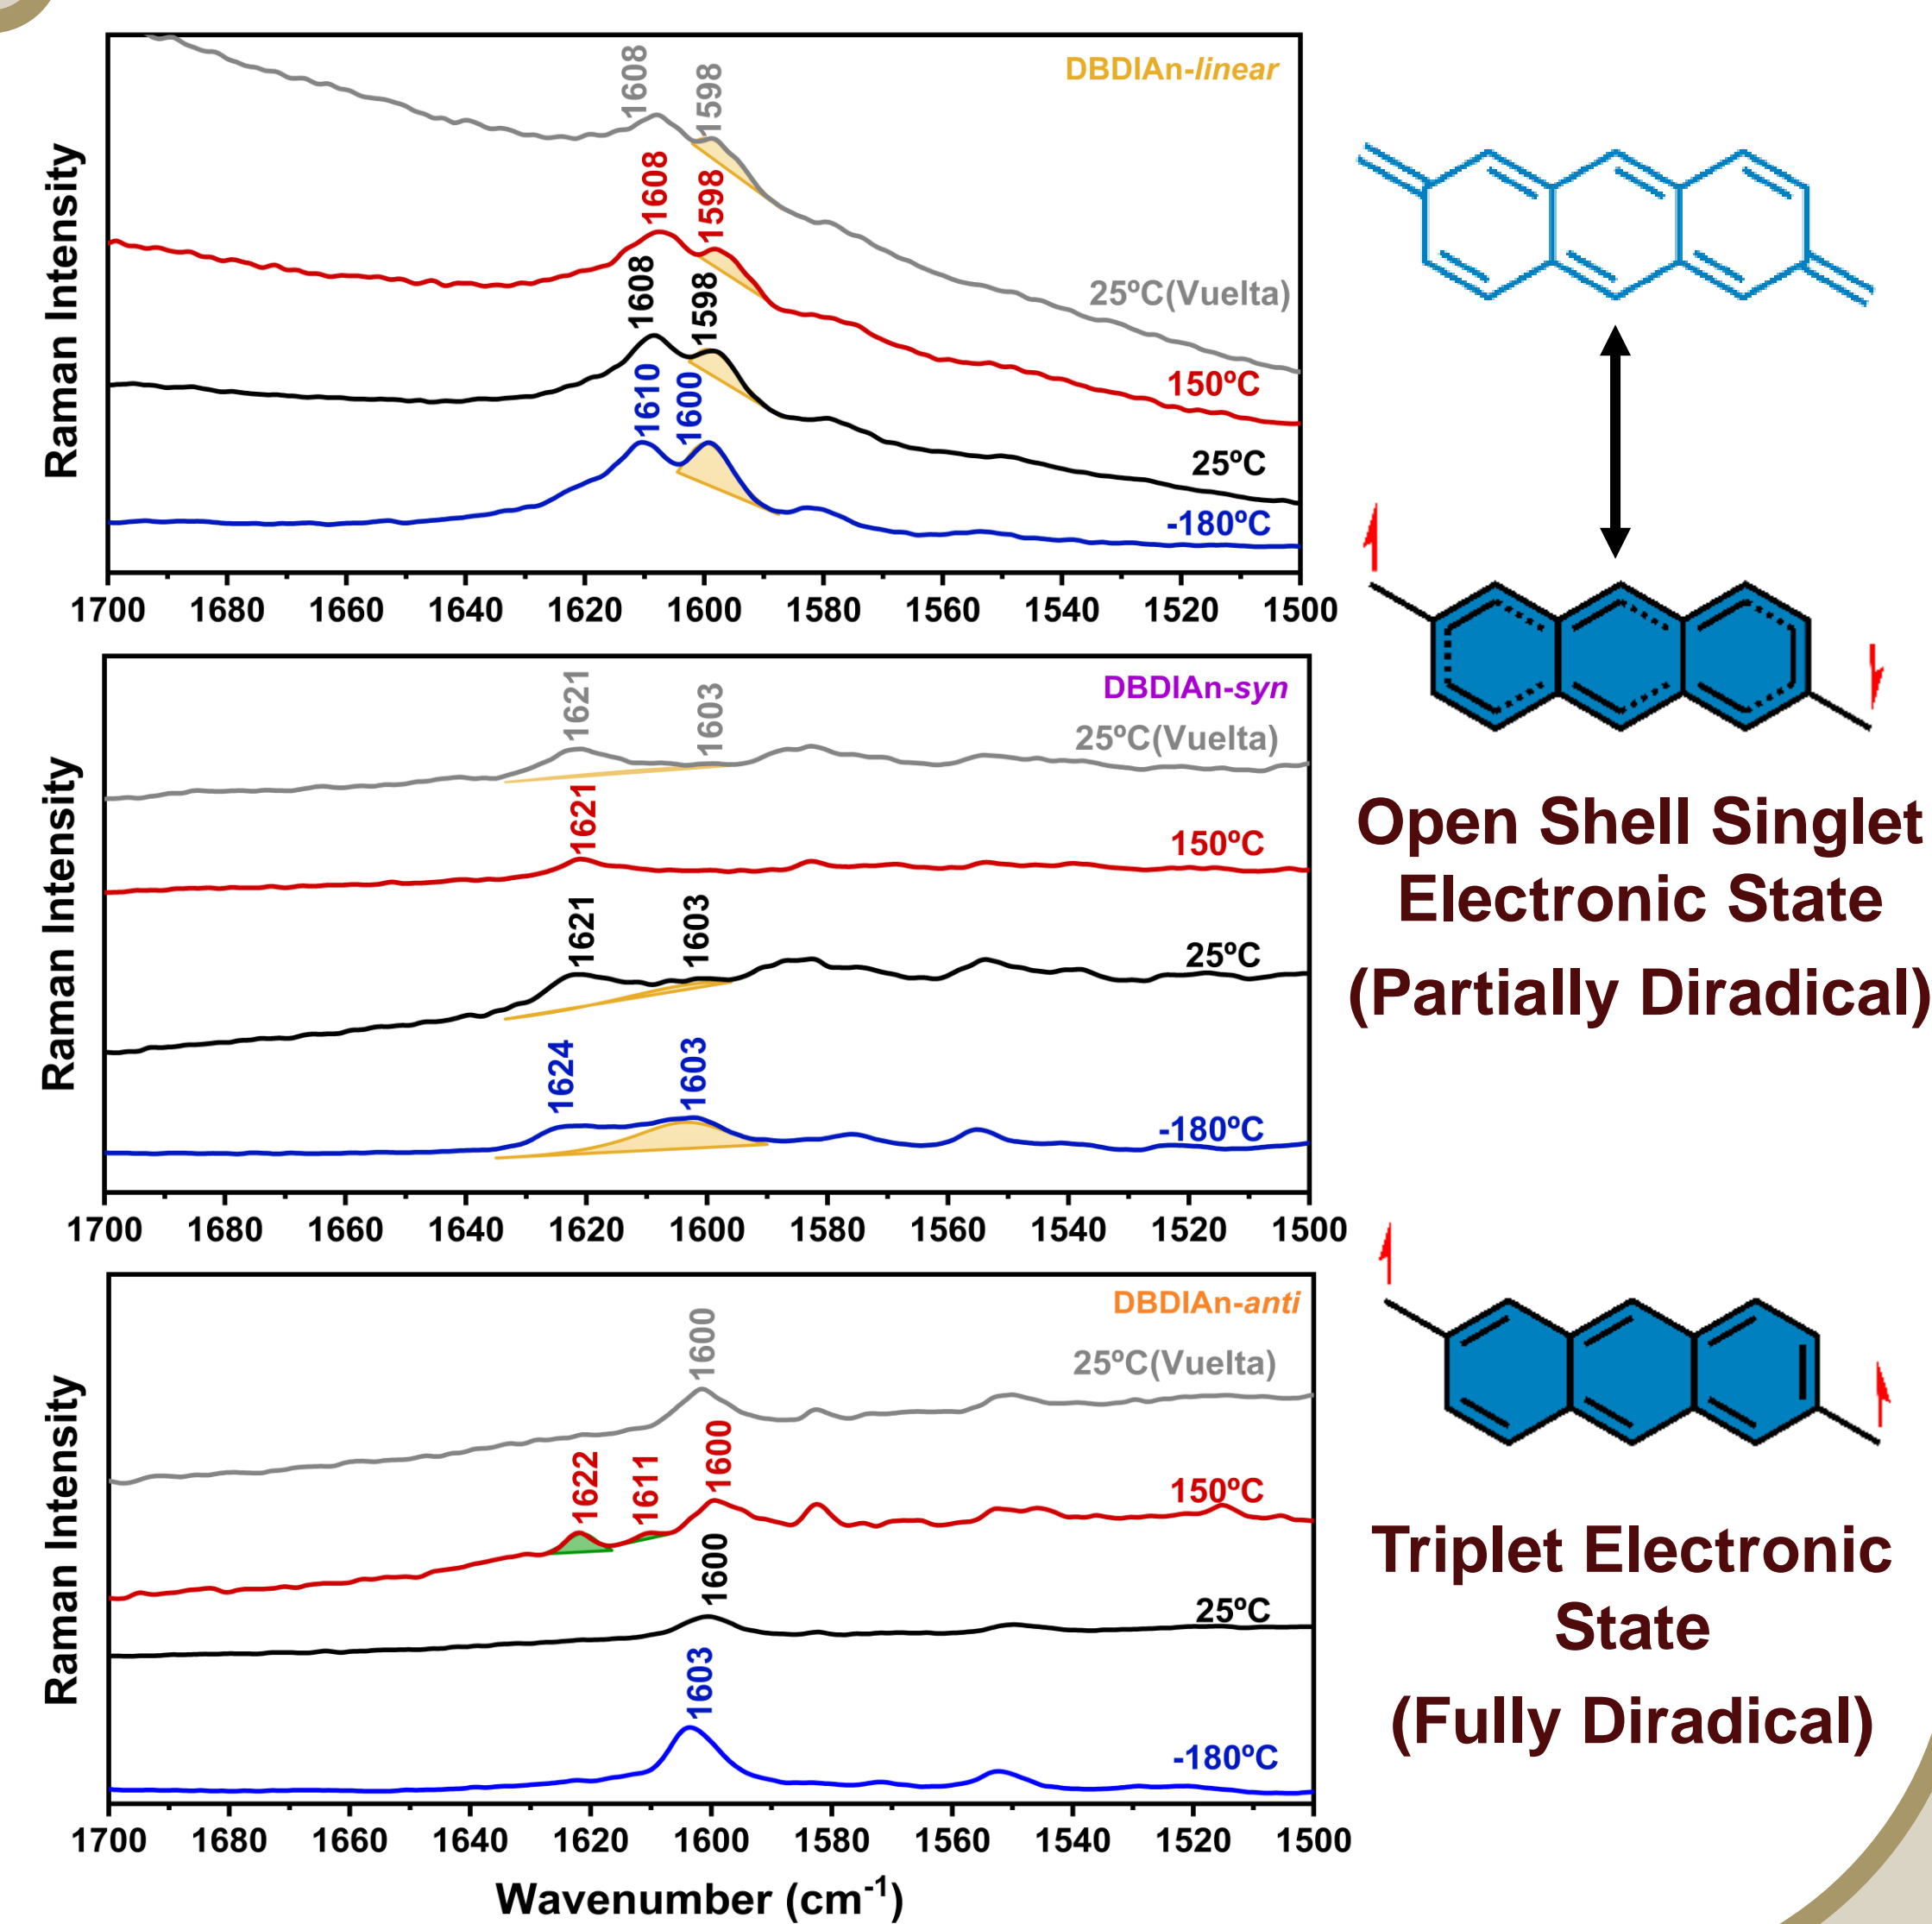 DBDIAn-linear
1608
1598
25ºC(Vuelta)
1608
1598
150ºC
1608
1598
25ºC
1610
1600
-180ºC
Raman Intensity
1700 1680 1660 1640 1620 1600 1580 1560 1540 1520 1500
DBDIAn-syn
1621
1603
25ºC(Vuelta)
1621
150ºC
1621
1603
25ºC
1624
1603
-180ºC
Raman Intensity
1700 1680 1660 1640 1620 1600 1580 1560 1540 1520 1500
DBDIAn-anti
1600
25ºC(Vuelta)
1622
1611
1600
150ºC
1600
25ºC
1603
-180ºC
Raman Intensity
1700 1680 1660 1640 1620 1600 1580 1560 1540 1520 1500
Wavenumber (cm⁻¹)
Open Shell Singlet
Electronic State
(Partially Diradical)
Triplet Electronic
State
(Fully Diradical)